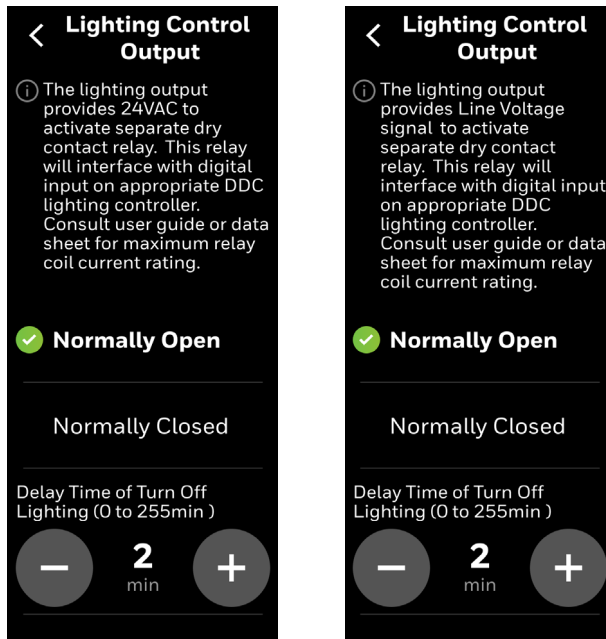 Lighting Control
Output
The lighting output
provides 24VAC to
activate separate dry
contact relay. This relay
will interface with digital
input on appropriate DDC
lighting controller.
Consult user guide or data
sheet for maximum relay
coil current rating.
Normally Open
Normally Closed
Delay Time of Turn Off
Lighting (0 to 255min )
2
min
Lighting Control
Output
The lighting output
provides Line Voltage
signal to activate
separate dry contact
relay. This relay will
interface with digital input
on appropriate DDC
lighting controller.
Consult user guide or data
sheet for maximum relay
coil current rating.
Normally Open
Normally Closed
Delay Time of Turn Off
Lighting (0 to 255min )
2
min